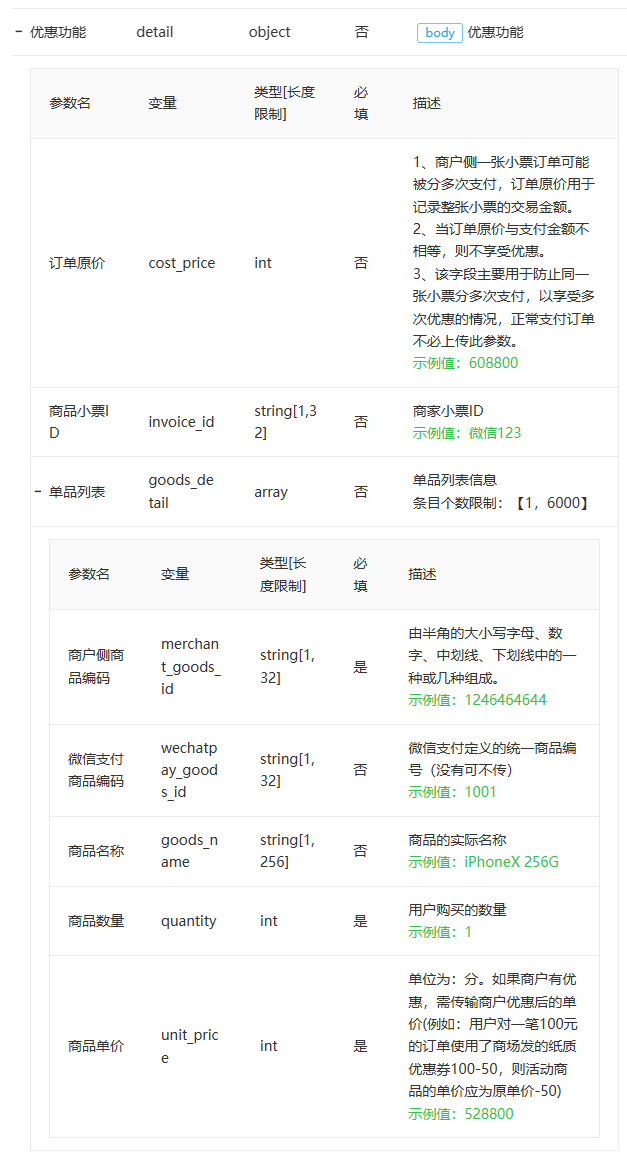 - 优惠功能 detail object 否 body 优惠功能
参数名 变量 类型[长度限制] 必填 描述
订单原价 cost_price int 否
1、商户侧一张小票订单可能
被分多次支付，订单原价用于
记录整张小票的交易金额。
2、当订单原价与支付金额不
相等，则不享受优惠。
3、该字段主要用于防止同一
张小票分多次支付，以享受多
次优惠的情况，正常支付订单
不必上传此参数。
示例值：608800
商品小票I
D
invoice_id
string[1,3
2]
否
商家小票ID
示例值：微信123
- 单品列表
goods_de
tail
array
否
单品列表信息
条目个数限制：【1，6000】
参数名
变量
类型[长
度限制]
必
填
描述
商户侧商
品编码
merchan
t_goods_
id
string[1,
32]
是
由半角的大小写字母、数
字、中划线、下划线中的一
种或几种组成。
示例值：1246464644
微信支付
商品编码
wechatp
ay_good
s_id
string[1,
32]
否
微信支付定义的统一商品编
号（没有可不传）
示例值：1001
商品名称
goods_n
ame
string[1,
256]
否
商品的实际名称
示例值：iPhoneX 256G
商品数量
quantity
int
是
用户购买的数量
示例值：1
商品单价
unit_pric
e
int
是
单位为：分。如果商户有优
惠，需传输商户优惠后的单
价(例如：用户对一笔100元
的订单使用了商场发的纸质
优惠券100-50，则活动商
品的单价应为原单价-50)
示例值：528800